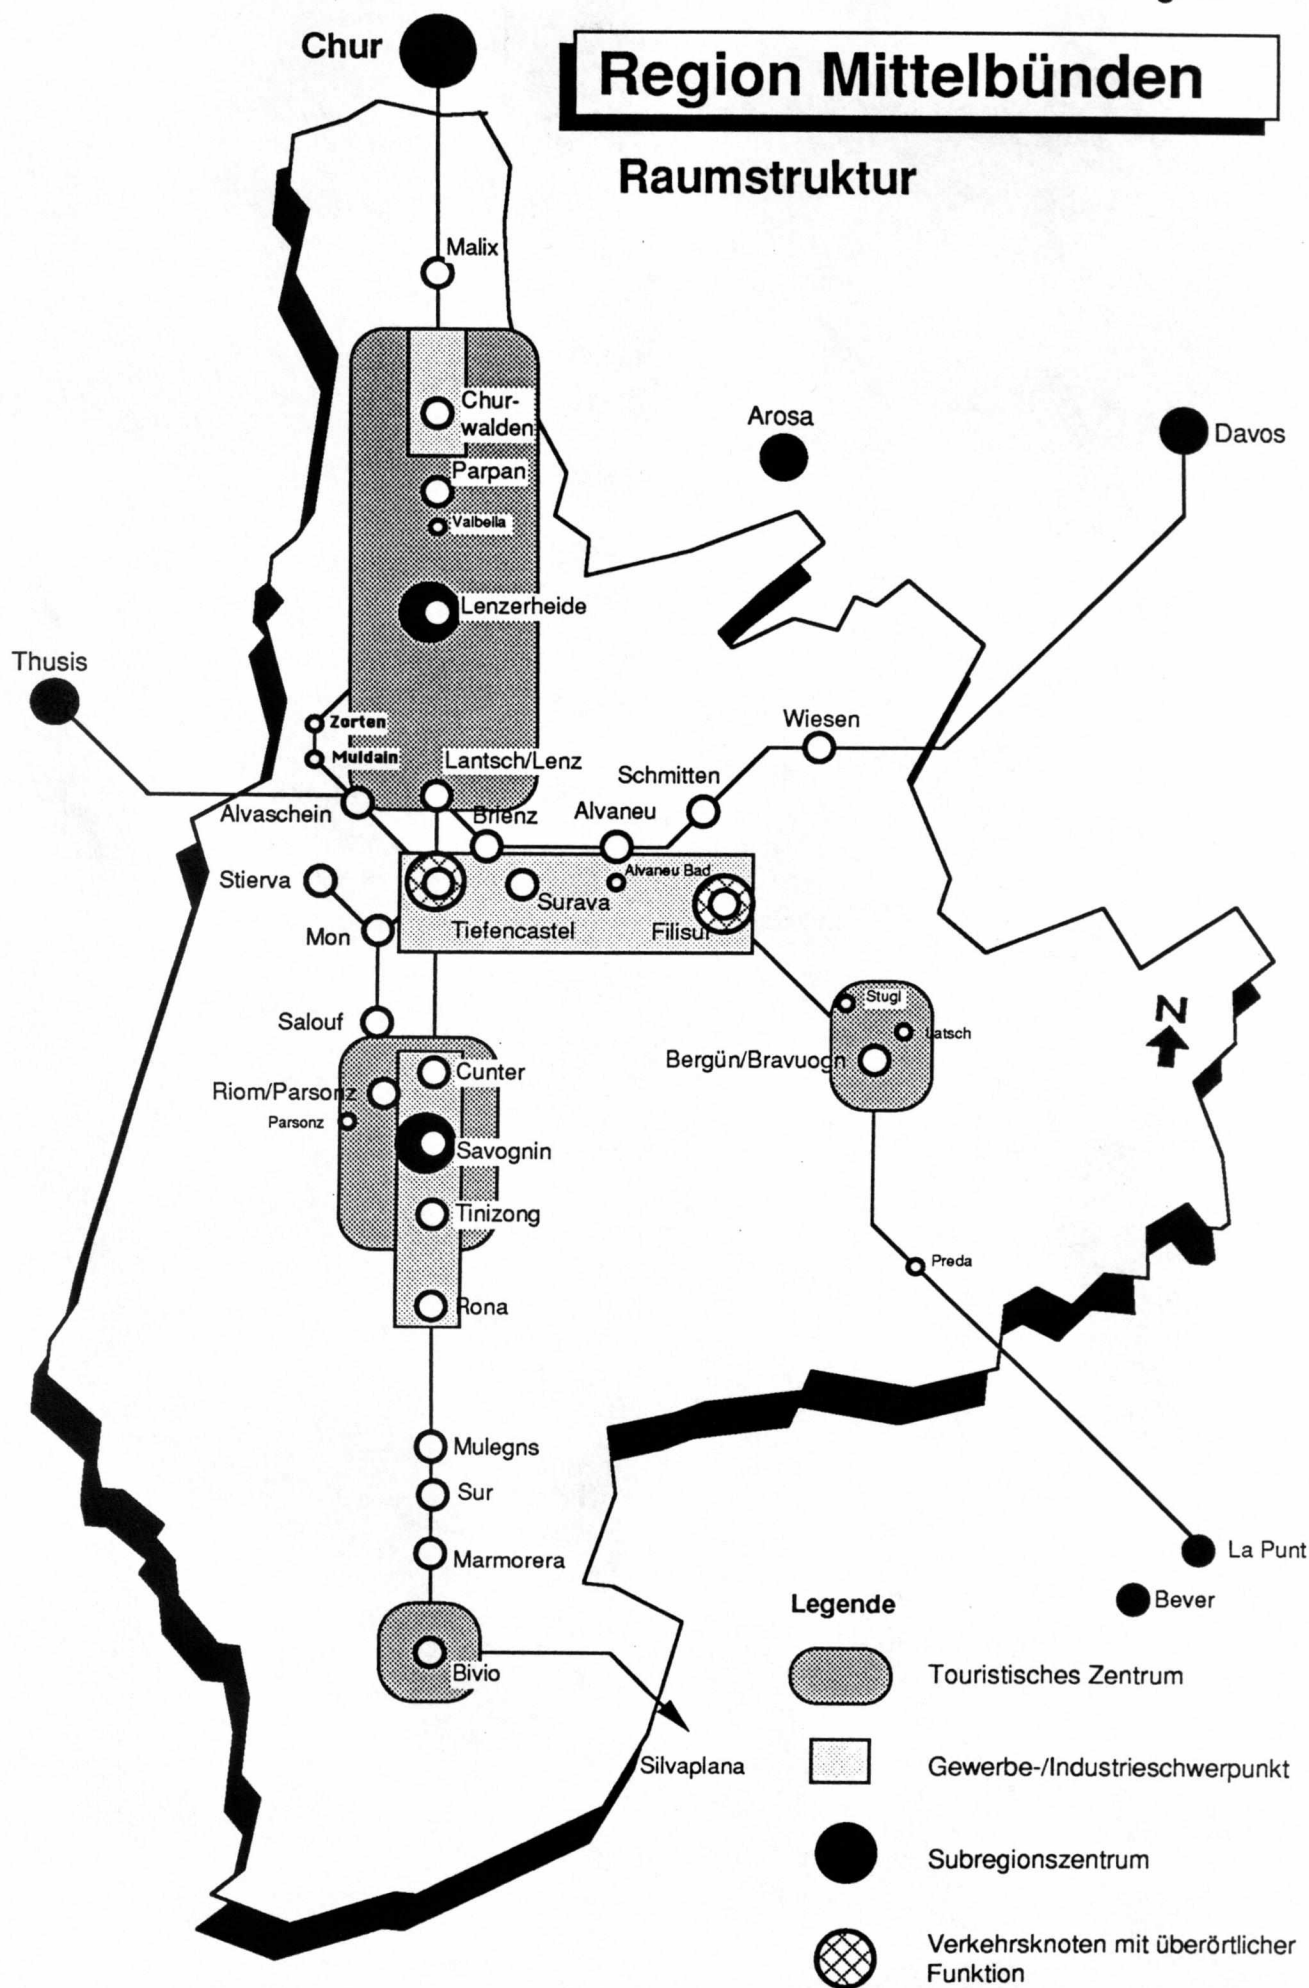 Chur
Region Mittelbünden
Raumstruktur
Malix
Chur-
walden
Arosa
Davos
Parpan
Valbella
Lenzerheide
Thusis
Zorten
Wiesen
Muldain
Lantsch/Lenz
Schmitten
Alvaschein
Brienz
Alvaneu
Stierva
Alvaneu Bad
Surava
Mon
Tiefencastel
Filisur
Stugl
N
Salouf
Latsch
Bergün/Bravuogn
Cunter
Riom/Parsonz
Parsonz
Savognin
Tinizong
Preda
Rona
Mulegns
Sur
Marmorera
La Punt
Bever
Legende
Bivio
Touristisches Zentrum
Silvaplana
Gewerbe-/Industrieschwerpunkt
Subregionszentrum
Verkehrsknoten mit überörtlicher
Funktion